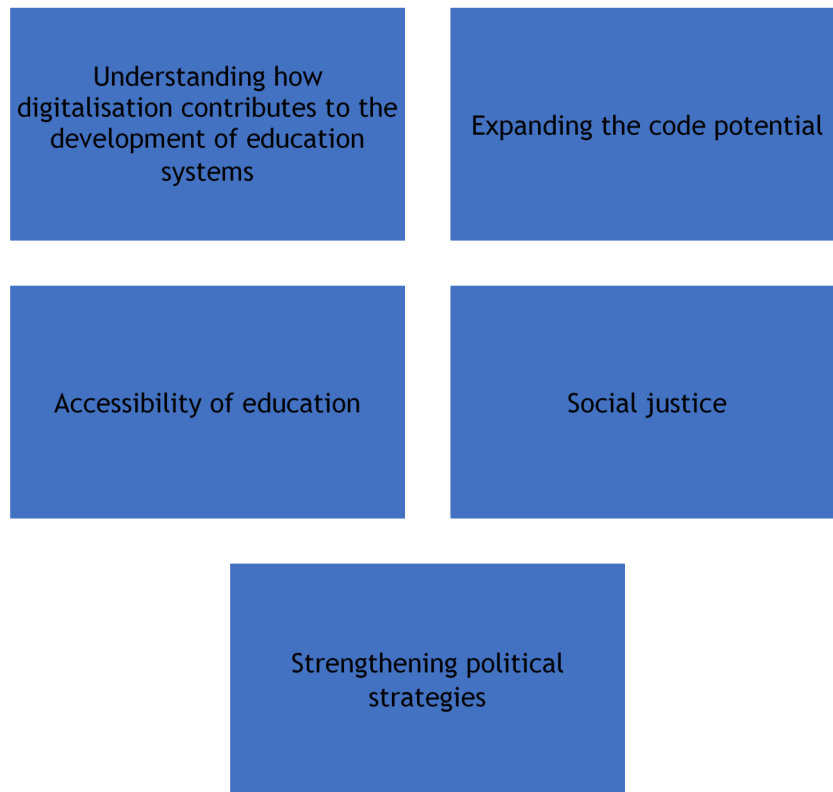 Understanding how
digitalisation contributes to the
development of education
systems
Expanding the code potential
Accessibility of education
Social justice
Strengthening political
strategies